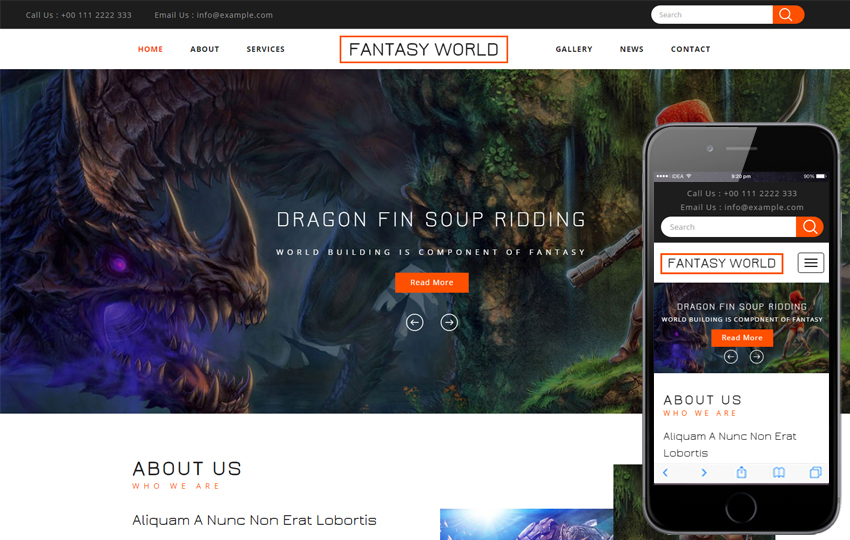 Call Us : +00 111 2222 333 Email Us : info@example.com Search
HOME ABOUT SERVICES FANTASY WORLD GALLERY NEWS CONTACT
DRAGON FIN SOUP RIDDING
WORLD BUILDING IS COMPONENT OF FANTASY
Read More
ABOUT US
WHO WE ARE
Aliquam A Nunc Non Erat Lobortis
IDEA 9:20 pm 90%
Call Us : +00 111 2222 333
Email Us : info@example.com
Search
FANTASY WORLD
DRAGON FIN SOUP RIDDING
WORLD BUILDING IS COMPONENT OF FANTASY
Read More
ABOUT US
WHO WE ARE
Aliquam A Nunc Non Erat
Lobortis